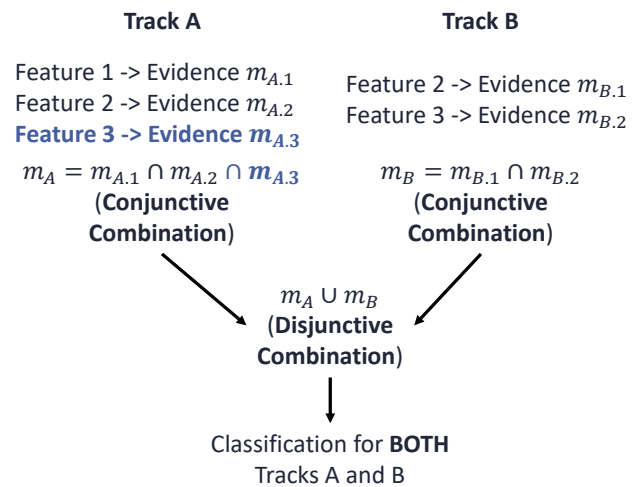 Track A
Feature 1 -> Evidence m_{A.1}
Feature 2 -> Evidence m_{A.2}
Feature 3 -> Evidence m_{A.3}
m_A = m_{A.1} ∩ m_{A.2} ∩ m_{A.3}
(Conjunctive
Combination)
Track B
Feature 2 -> Evidence m_{B.1}
Feature 3 -> Evidence m_{B.2}
m_B = m_{B.1} ∩ m_{B.2}
(Conjunctive
Combination)
m_A ∪ m_B
(Disjunctive
Combination)
Classification for BOTH
Tracks A and B